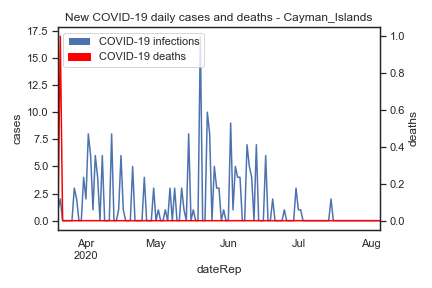 New COVID-19 daily cases and deaths - Cayman_Islands
COVID-19 infections
COVID-19 deaths
17.5
15.0
12.5
10.0
7.5
5.0
2.5
0.0
cases
1.0
0.8
0.6
0.4
0.2
0.0
deaths
Apr
2020
May
Jun
Jul
Aug
dateRep